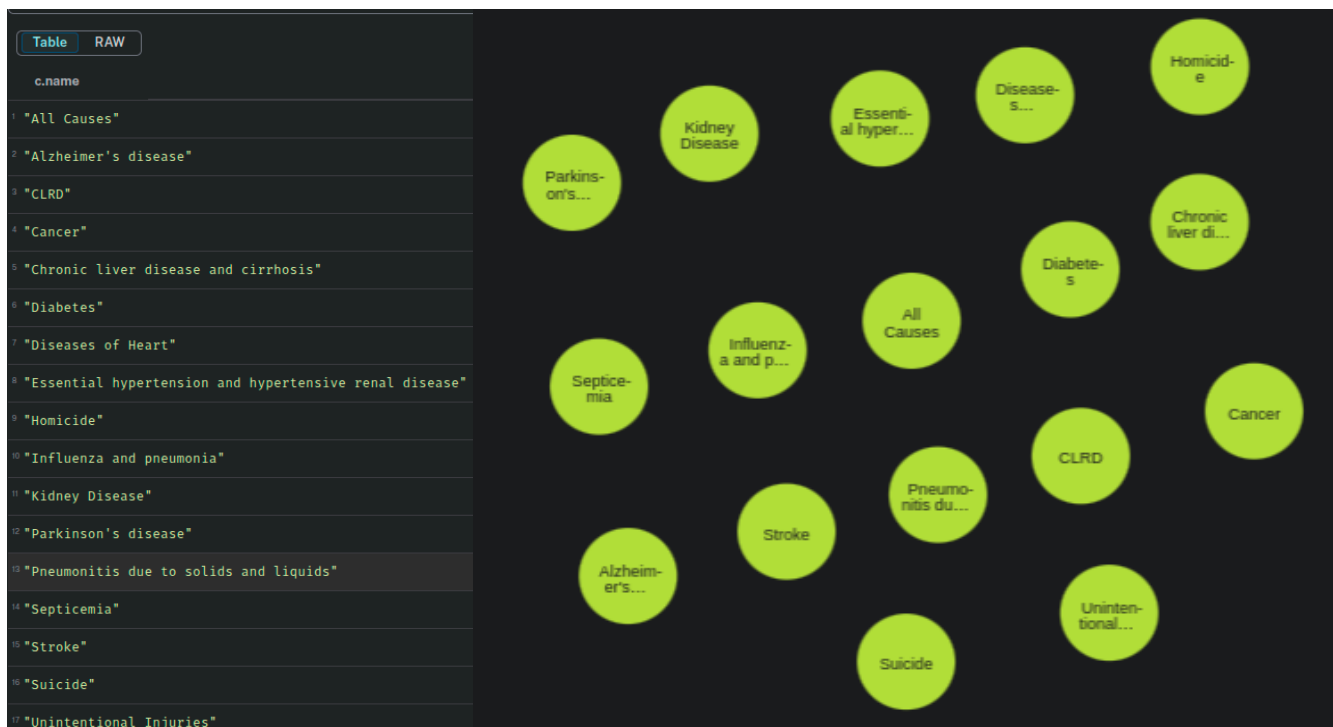 Table RAW
c.name
1 "All Causes"
2 "Alzheimer's disease"
3 "CLRD"
4 "Cancer"
5 "Chronic liver disease and cirrhosis"
6 "Diabetes"
7 "Diseases of Heart"
8 "Essential hypertension and hypertensive renal disease"
9 "Homicide"
10 "Influenza and pneumonia"
11 "Kidney Disease"
12 "Parkinson's disease"
13 "Pneumonitis due to solids and liquids"
14 "Septicemia"
15 "Stroke"
16 "Suicide"
17 "Unintentional Injuries"
Homicid-
e
Disease-
s...
Essenti-
al hyper...
Kidney
Disease
Parkins-
on's...
Chronic
liver di...
Diabete-
s
All
Causes
Influenz-
a and p...
Septice-
mia
Cancer
CLRD
Pneumo-
nitis du...
Stroke
Alzheim-
er's...
Uninten-
tional...
Suicide